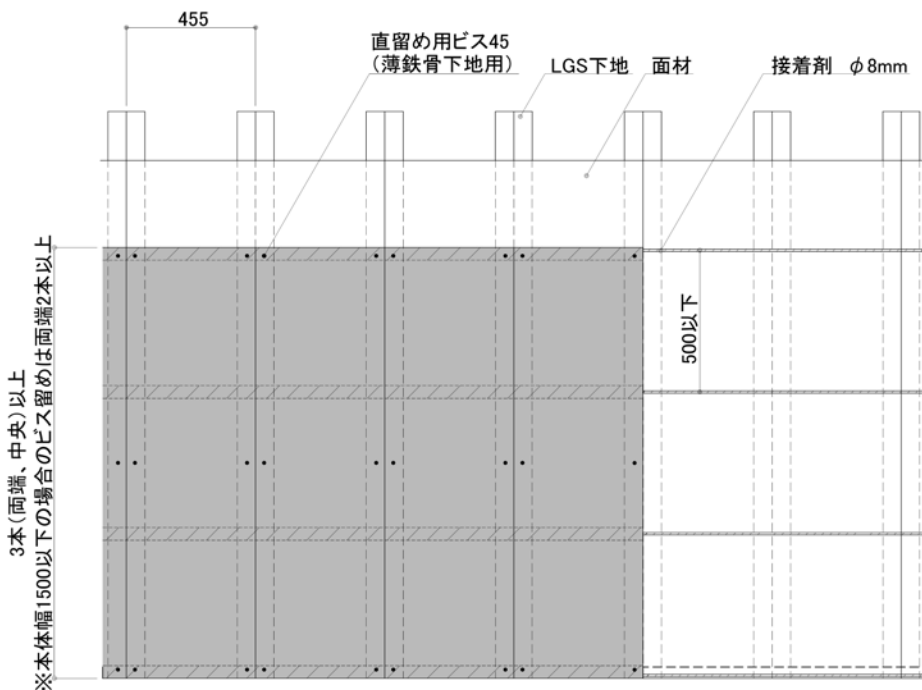 455
直留め用ビス45
(薄鉄骨下地用)
LGS下地
面材
接着剤　φ8mm
500以下
3本(両端、中央)以上
※本体幅1500以下の場合のビス留めは両端2本以上